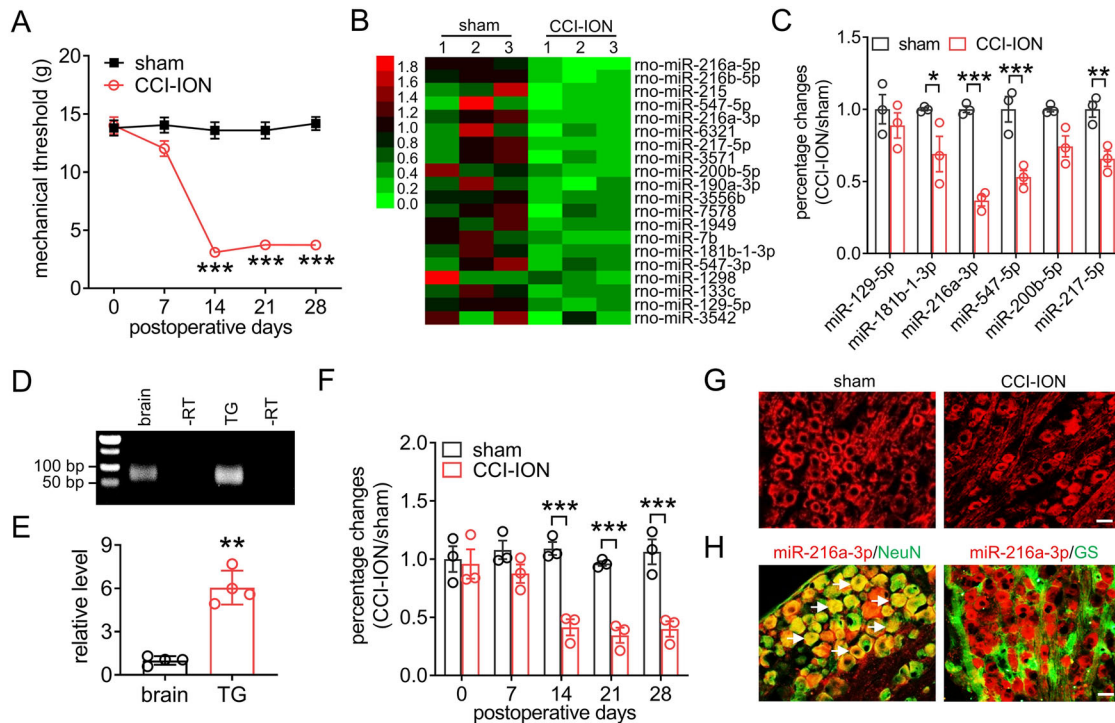 A
sham
CCI-ION
mechanical threshold (g)
20
15
10
5
0
0 7 14 21 28
*** *** ***
postoperative days
B
sham CCI-ION
1 2 3 1 2 3
1.8
1.6
1.4
1.2
1.0
0.8
0.6
0.4
0.2
0.0
rno-miR-216a-5p
rno-miR-216b-5p
rno-miR-215
rno-miR-547-5p
rno-miR-216a-3p
rno-miR-6321
rno-miR-217-5p
rno-miR-3571
rno-miR-200b-5p
rno-miR-190a-3p
rno-miR-3556b
rno-miR-7578
rno-miR-1949
rno-miR-7b
rno-miR-181b-1-3p
rno-miR-547-3p
rno-miR-1298
rno-miR-133c
rno-miR-129-5p
rno-miR-3542
C
sham CCI-ION
percentage changes
(CCI-ION/sham)
1.5
1.0
0.5
0.0
* *** *** **
miR-129-5p
miR-181b-1-3p
miR-216a-3p
miR-547-5p
miR-200b-5p
miR-217-5p
D
brain -RT TG -RT
100 bp
50 bp
E
relative level
9
6
3
0
**
brain TG
F
sham
CCI-ION
percentage changes
(CCI-ION/sham)
2.0
1.5
1.0
0.5
0.0
*** *** ***
0 7 14 21 28
postoperative days
G
sham CCI-ION
H
miR-216a-3p/NeuN miR-216a-3p/GS